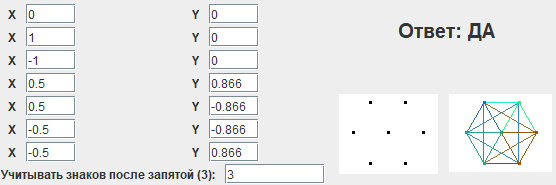 X 0 Y 0
X 1 Y 0
X -1 Y 0
X 0.5 Y 0.866
X 0.5 Y -0.866
X -0.5 Y -0.866
X -0.5 Y 0.866
Учитывать знаков после запятой (3): 3
Ответ: ДА